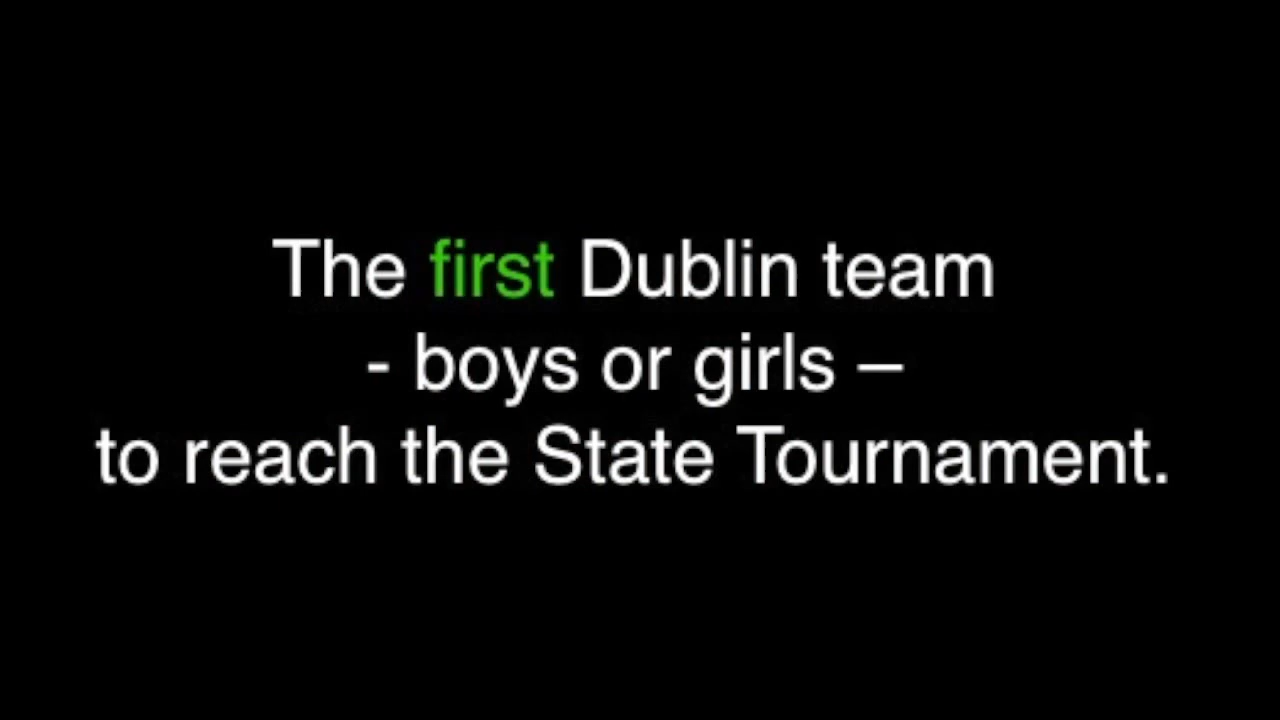 The first Dublin team
- boys or girls –
to reach the State Tournament.